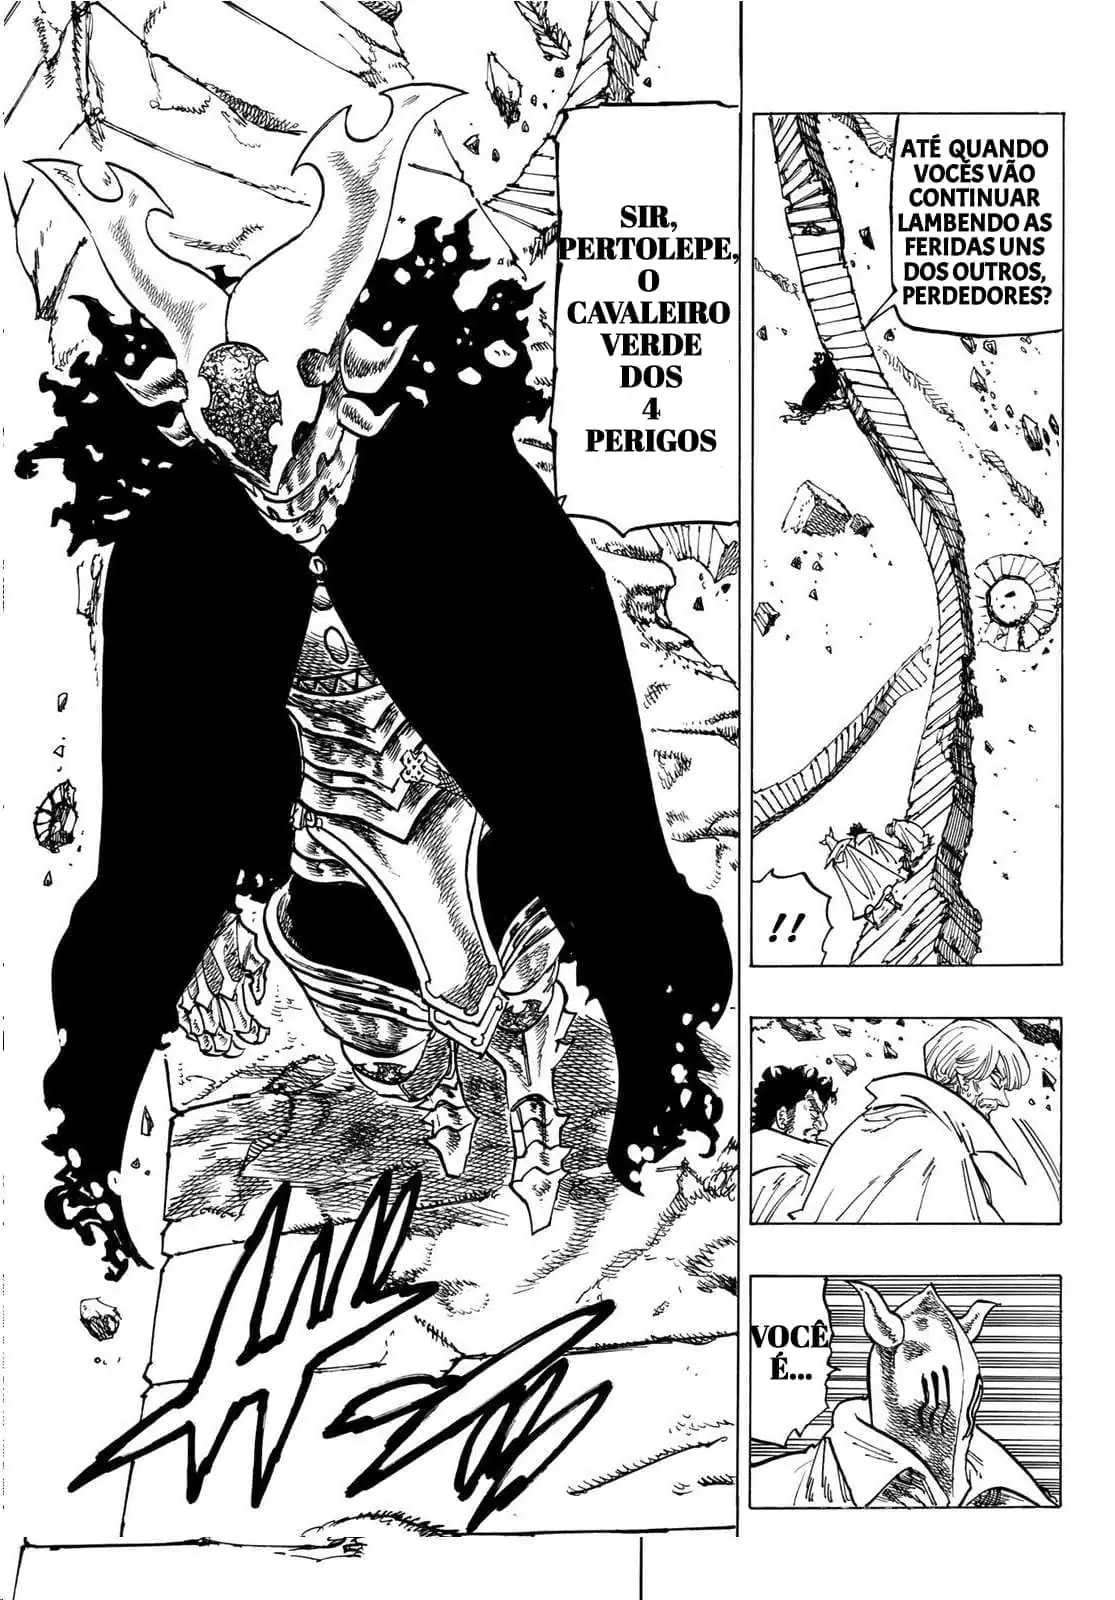 ATÉ QUANDO
VOCÊS VÃO
CONTINUAR
LAMBENDO AS
FERIDAS UNS
DOS OUTROS,
PERDEDORES?
!!
VOCÊ
É...
SIR,
PERTOLEPE,
O
CAVALEIRO
VERDE
DOS
4
PERIGOS